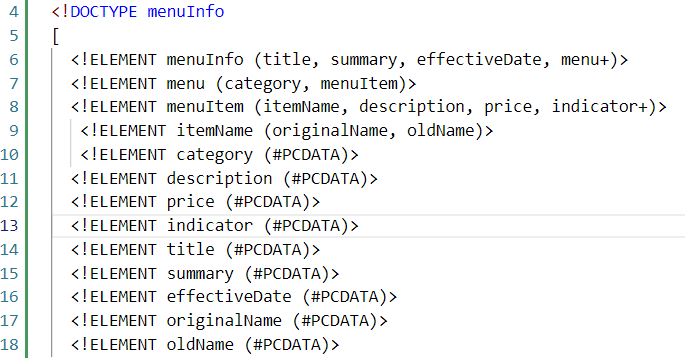 4 <!DOCTYPE menuInfo
5 [
6 <!ELEMENT menuInfo (title, summary, effectiveDate, menu+)>
7 <!ELEMENT menu (category, menuItem)>
8 <!ELEMENT menuItem (itemName, description, price, indicator+)>
9 <!ELEMENT itemName (originalName, oldName)>
10 <!ELEMENT category (#PCDATA)>
11 <!ELEMENT description (#PCDATA)>
12 <!ELEMENT price (#PCDATA)>
13 <!ELEMENT indicator (#PCDATA)>
14 <!ELEMENT title (#PCDATA)>
15 <!ELEMENT summary (#PCDATA)>
16 <!ELEMENT effectiveDate (#PCDATA)>
17 <!ELEMENT originalName (#PCDATA)>
18 <!ELEMENT oldName (#PCDATA)>